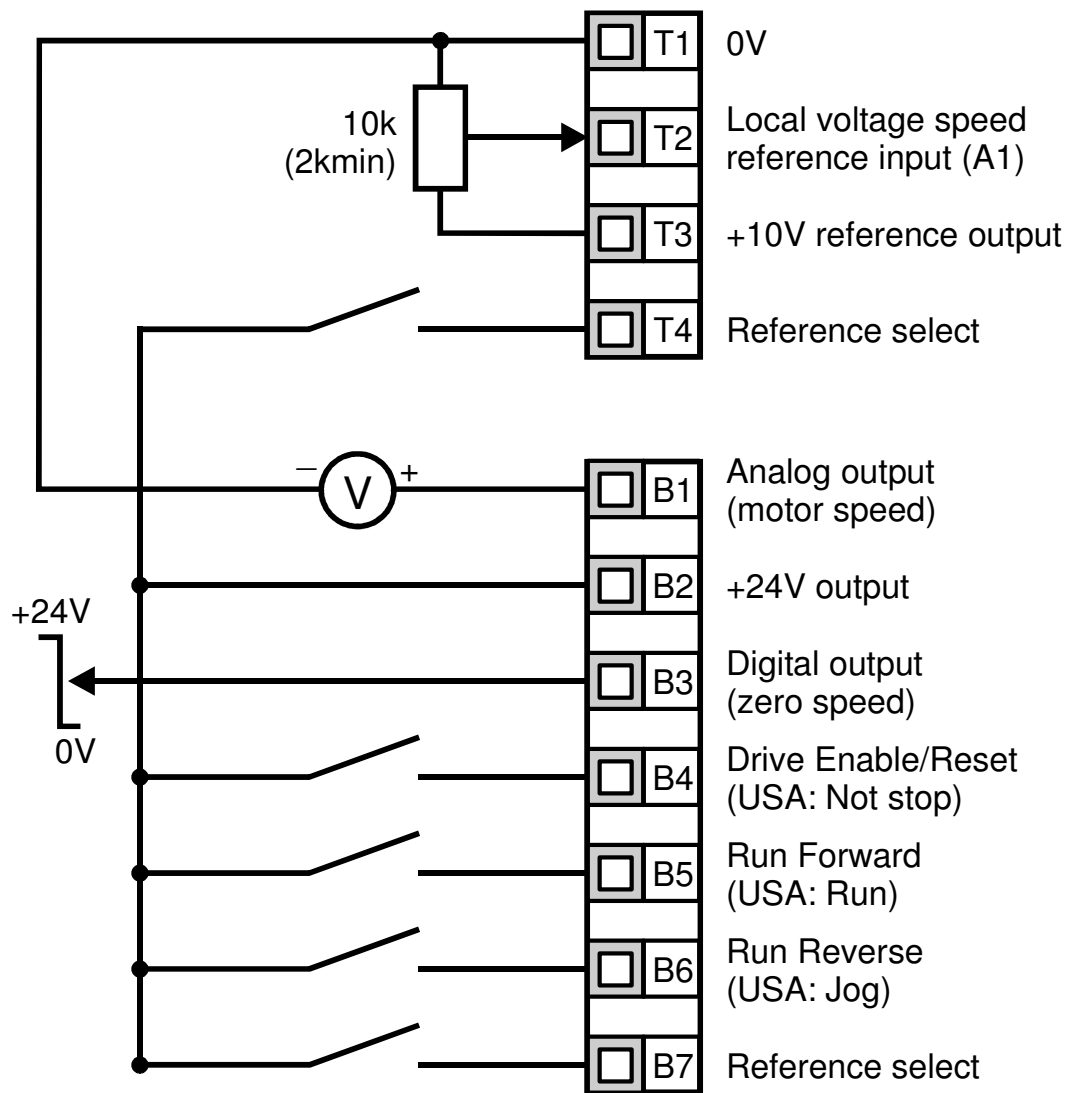 T1 0V
10k
(2kmin)
T2 Local voltage speed
reference input (A1)
T3 +10V reference output
T4 Reference select
– V + B1 Analog output
(motor speed)
B2 +24V output
+24V
0V
B3 Digital output
(zero speed)
B4 Drive Enable/Reset
(USA: Not stop)
B5 Run Forward
(USA: Run)
B6 Run Reverse
(USA: Jog)
B7 Reference select